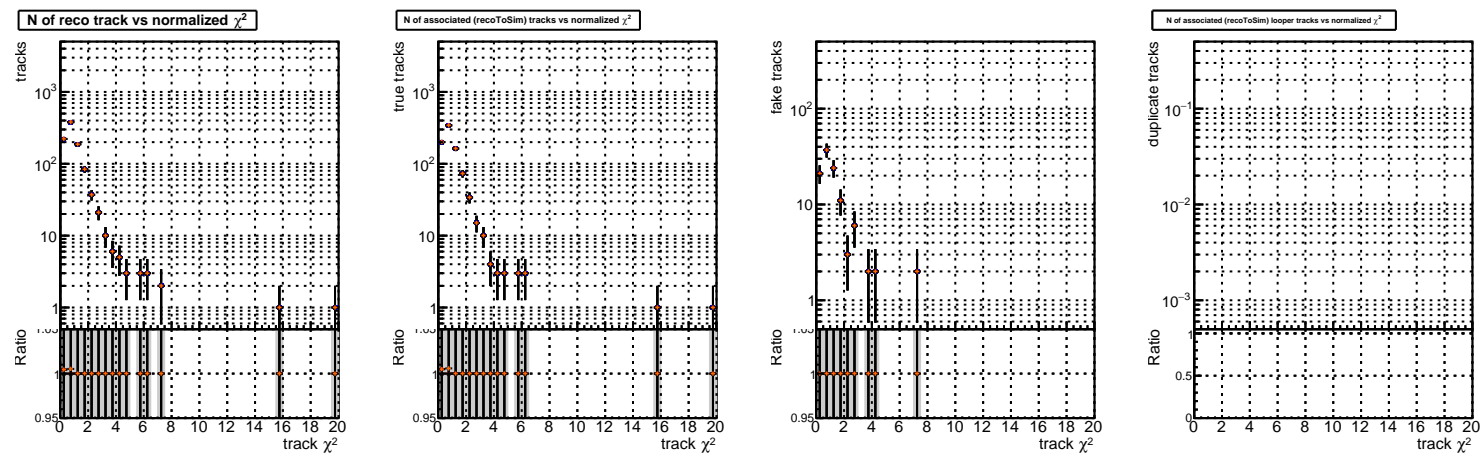 N of reco track vs normalized χ²
tracks
10³
10²
10
1
Ratio
1.05
1
0.95
0 2 4 6 8 10 12 14 16 18 20
track χ²
N of associated (recoToSim) tracks vs normalized χ²
true tracks
10³
10²
10
1
Ratio
1.05
1
0.95
0 2 4 6 8 10 12 14 16 18 20
track χ²
fake tracks
10²
10
1
Ratio
1.05
1
0.95
0 2 4 6 8 10 12 14 16 18 20
track χ²
N of associated (recoToSim) looper tracks vs normalized χ²
duplicate tracks
10⁻¹
10⁻²
10⁻³
Ratio
1
0.5
0
0 2 4 6 8 10 12 14 16 18 20
track χ²